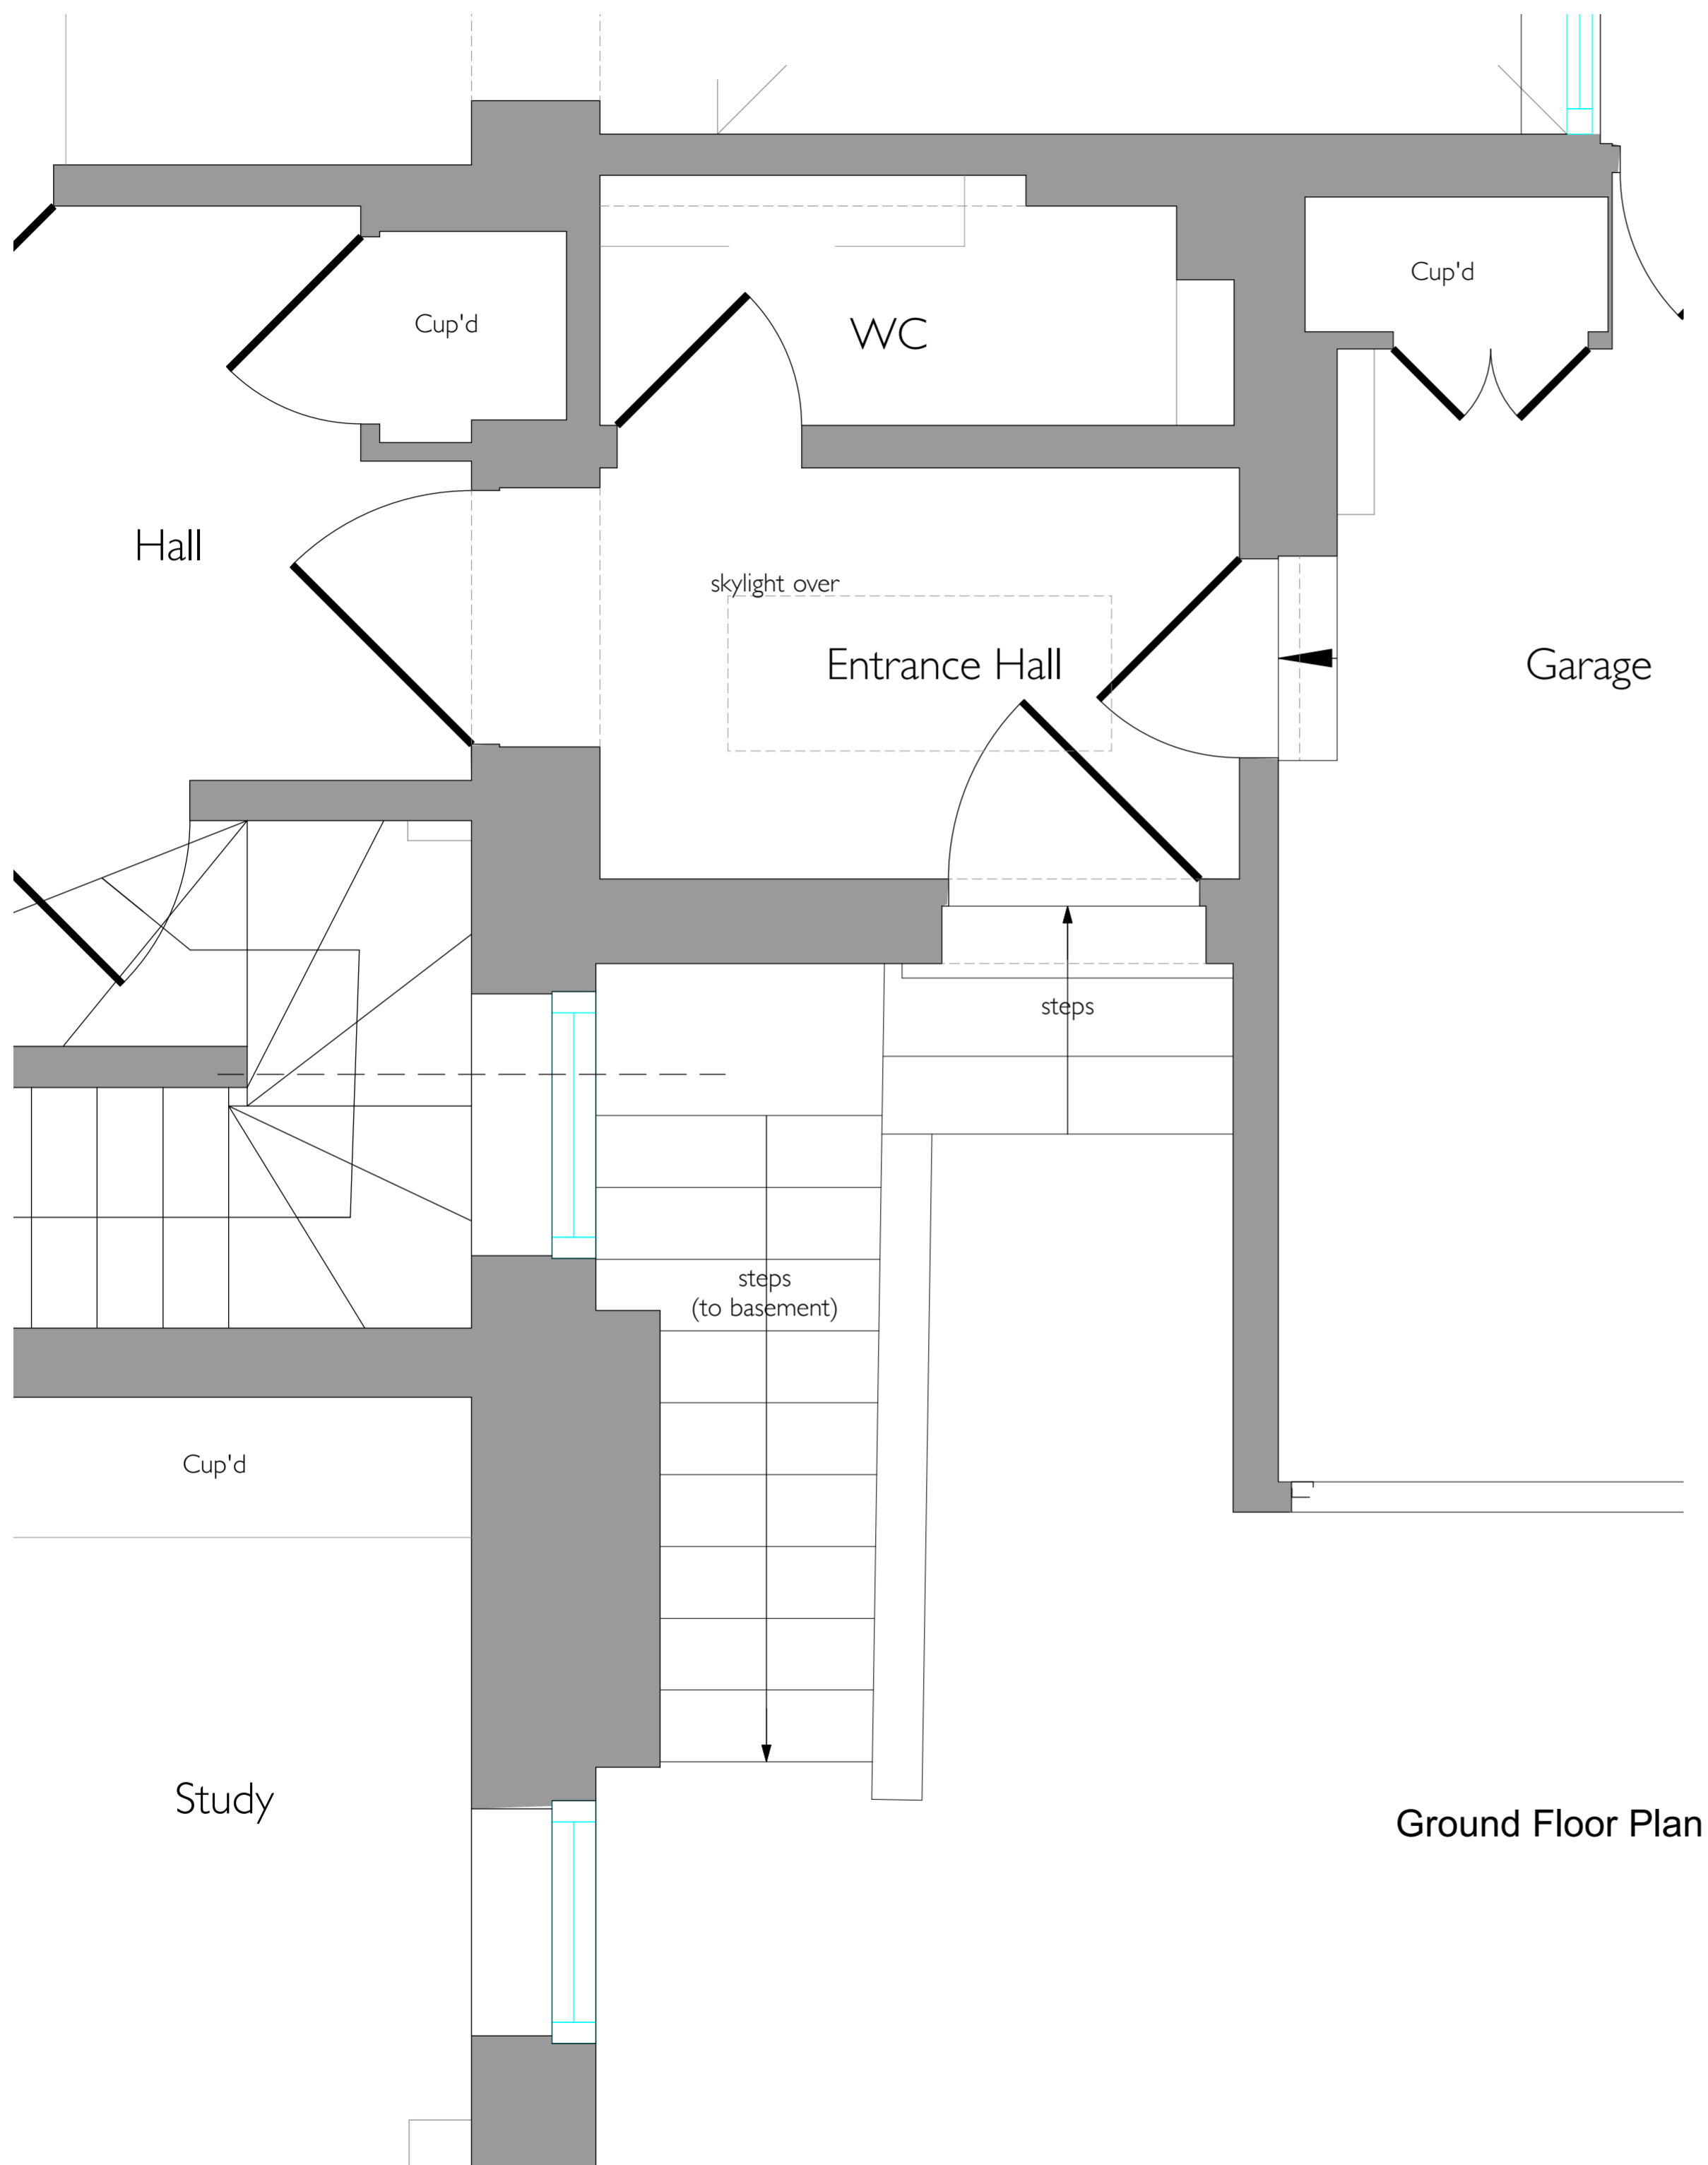 Cup'd
Cup'd
WC
Hall
skylight over
Entrance Hall
Garage
steps
steps
(to basement)
Cup'd
Study
Ground Floor Plan